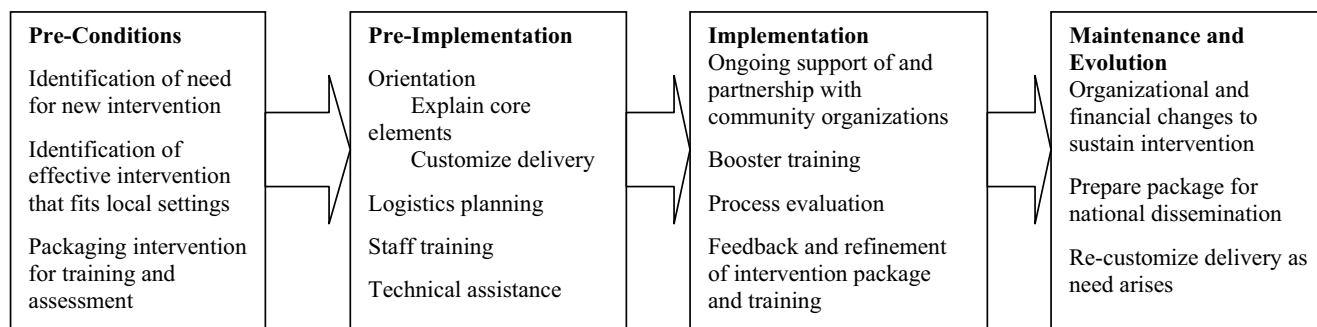 Pre-Conditions
Identification of need
for new intervention
Identification of
effective intervention
that fits local settings
Packaging intervention
for training and
assessment
Pre-Implementation
Orientation
Explain core
elements
Customize delivery
Logistics planning
Staff training
Technical assistance
Implementation
Ongoing support of and
partnership with
community organizations
Booster training
Process evaluation
Feedback and refinement
of intervention package
and training
Maintenance and
Evolution
Organizational and
financial changes to
sustain intervention
Prepare package for
national dissemination
Re-customize delivery as
need arises